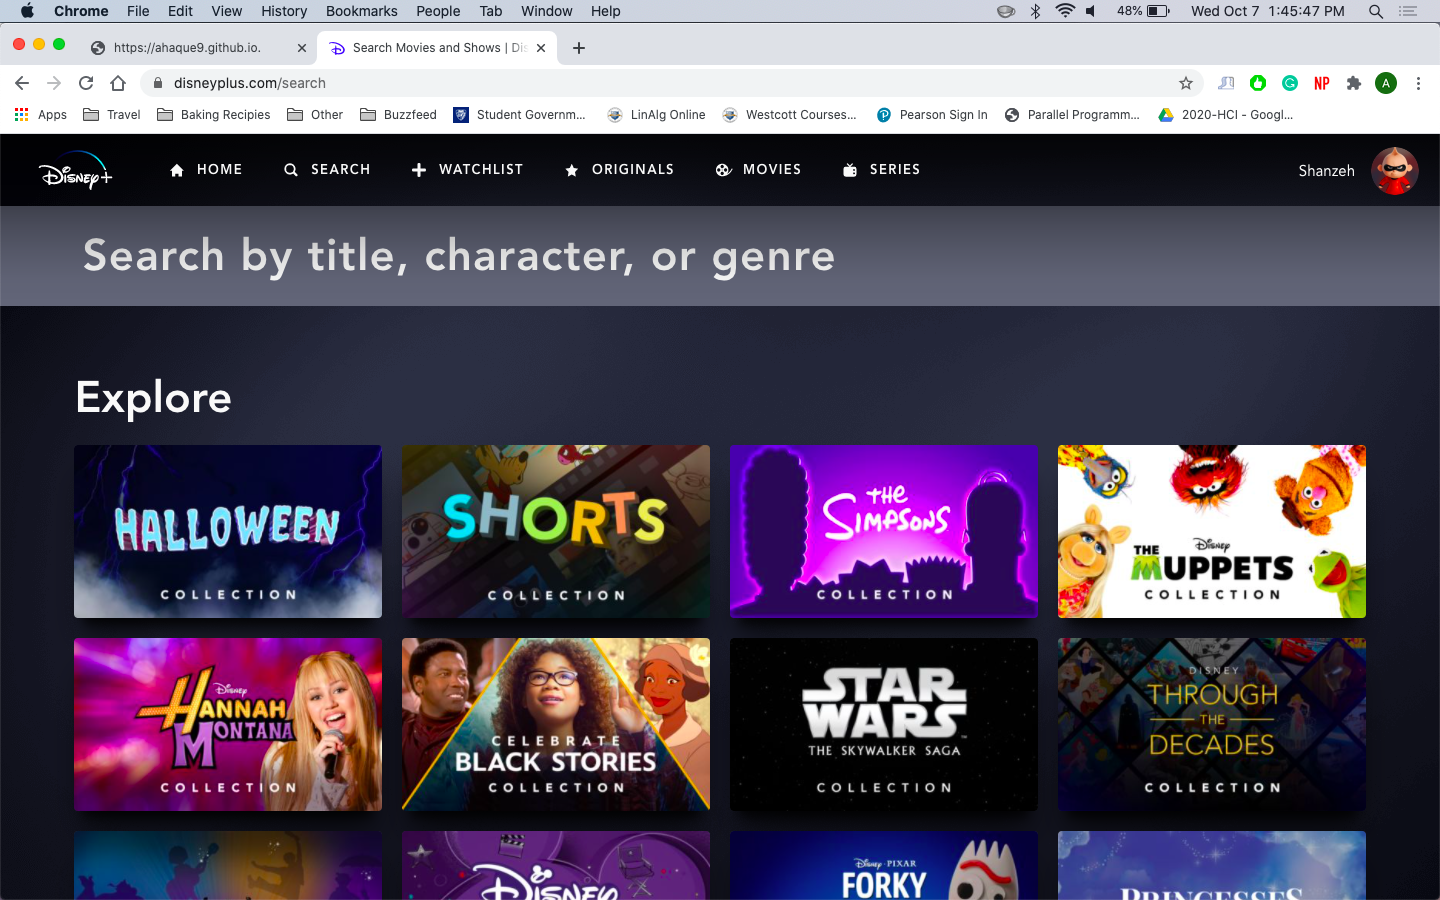 Chrome File Edit View History Bookmarks People Tab Window Help 48% Wed Oct 7 1:45:47 PM
https://ahaque9.github.io. Search Movies and Shows | Dis
disneyplus.com/search A
Apps Travel Baking Recipies Other Buzzfeed Student Governm... LinAlg Online Westcott Courses... Pearson Sign In Parallel Programm... 2020-HCI - Googl...
NP
Disney+ HOME SEARCH WATCHLIST ORIGINALS MOVIES SERIES Shanzeh
Search by title, character, or genre
Explore
HALLOWEEN
COLLECTION
SHORTS
COLLECTION
THE
SIMPSONS
COLLECTION
Disney
THE MUPPETS
COLLECTION
Disney
HANNAH
MONTANA
COLLECTION
CELEBRATE
BLACK STORIES
COLLECTION
STAR
WARS
THE SKYWALKER SAGA
COLLECTION
DISNEY
THROUGH
THE
DECADES
COLLECTION
Disney
Disney · PIXAR
FORKY
PRINCESSES